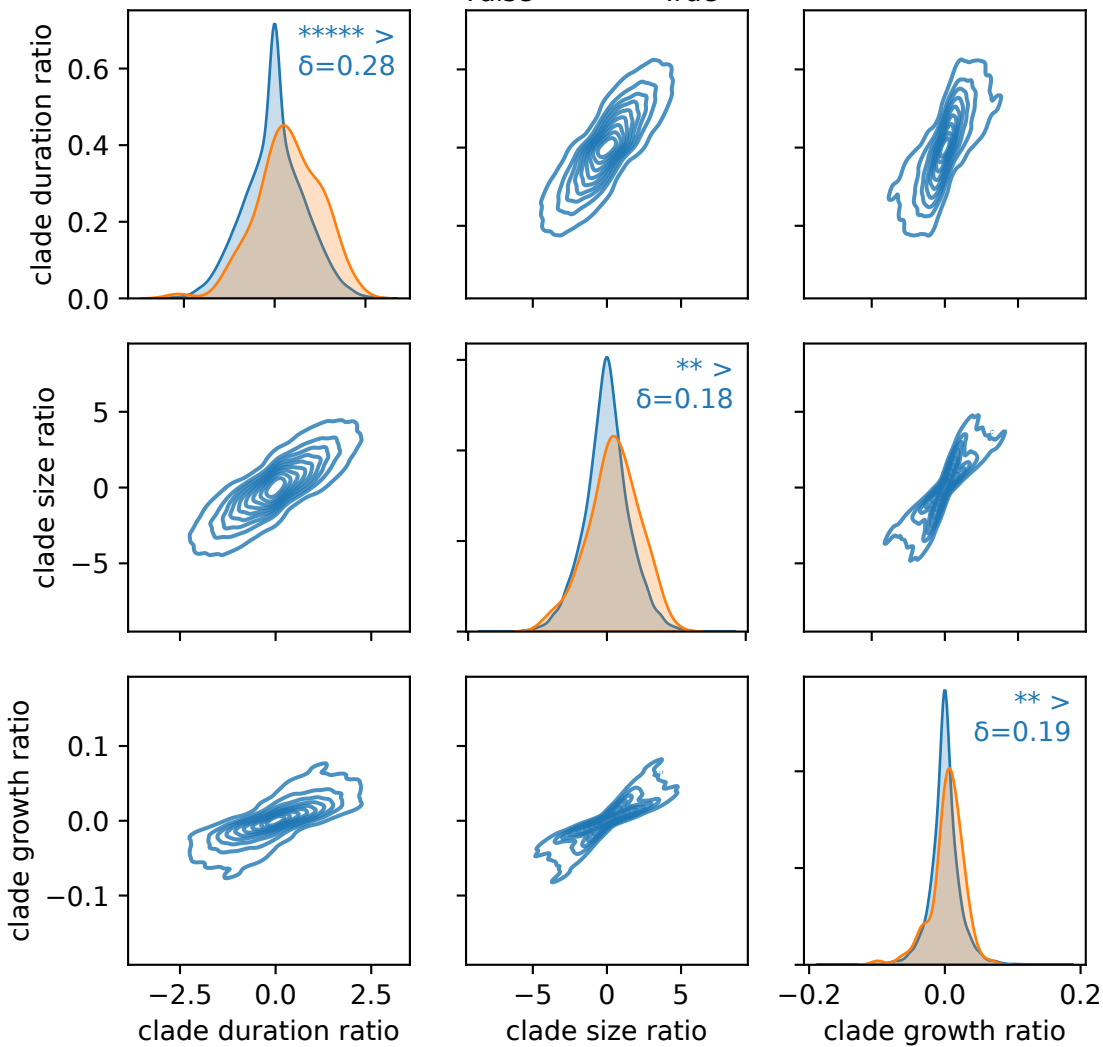 ***** >
δ=0.28
clade duration ratio
0.6
0.4
0.2
0.0
** >
δ=0.18
clade size ratio
5
0
−5
** >
δ=0.19
clade growth ratio
0.1
0.0
−0.1
−2.5 0.0 2.5
−5 0 5
−0.2 0.0 0.2
clade duration ratio
clade size ratio
clade growth ratio